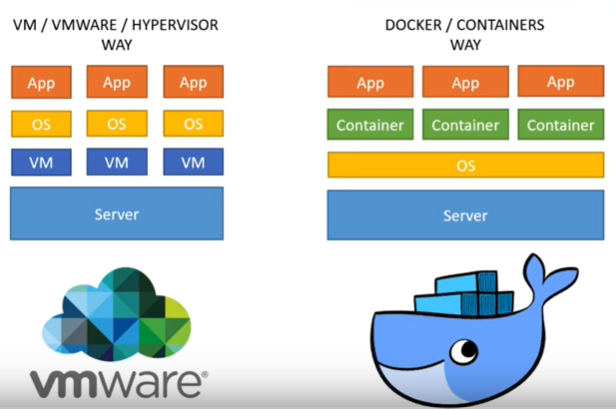 VM / VMWARE / HYPERVISOR
WAY
App App App
OS OS OS
VM VM VM
Server
vmware®
DOCKER / CONTAINERS
WAY
App App App
Container Container Container
OS
Server